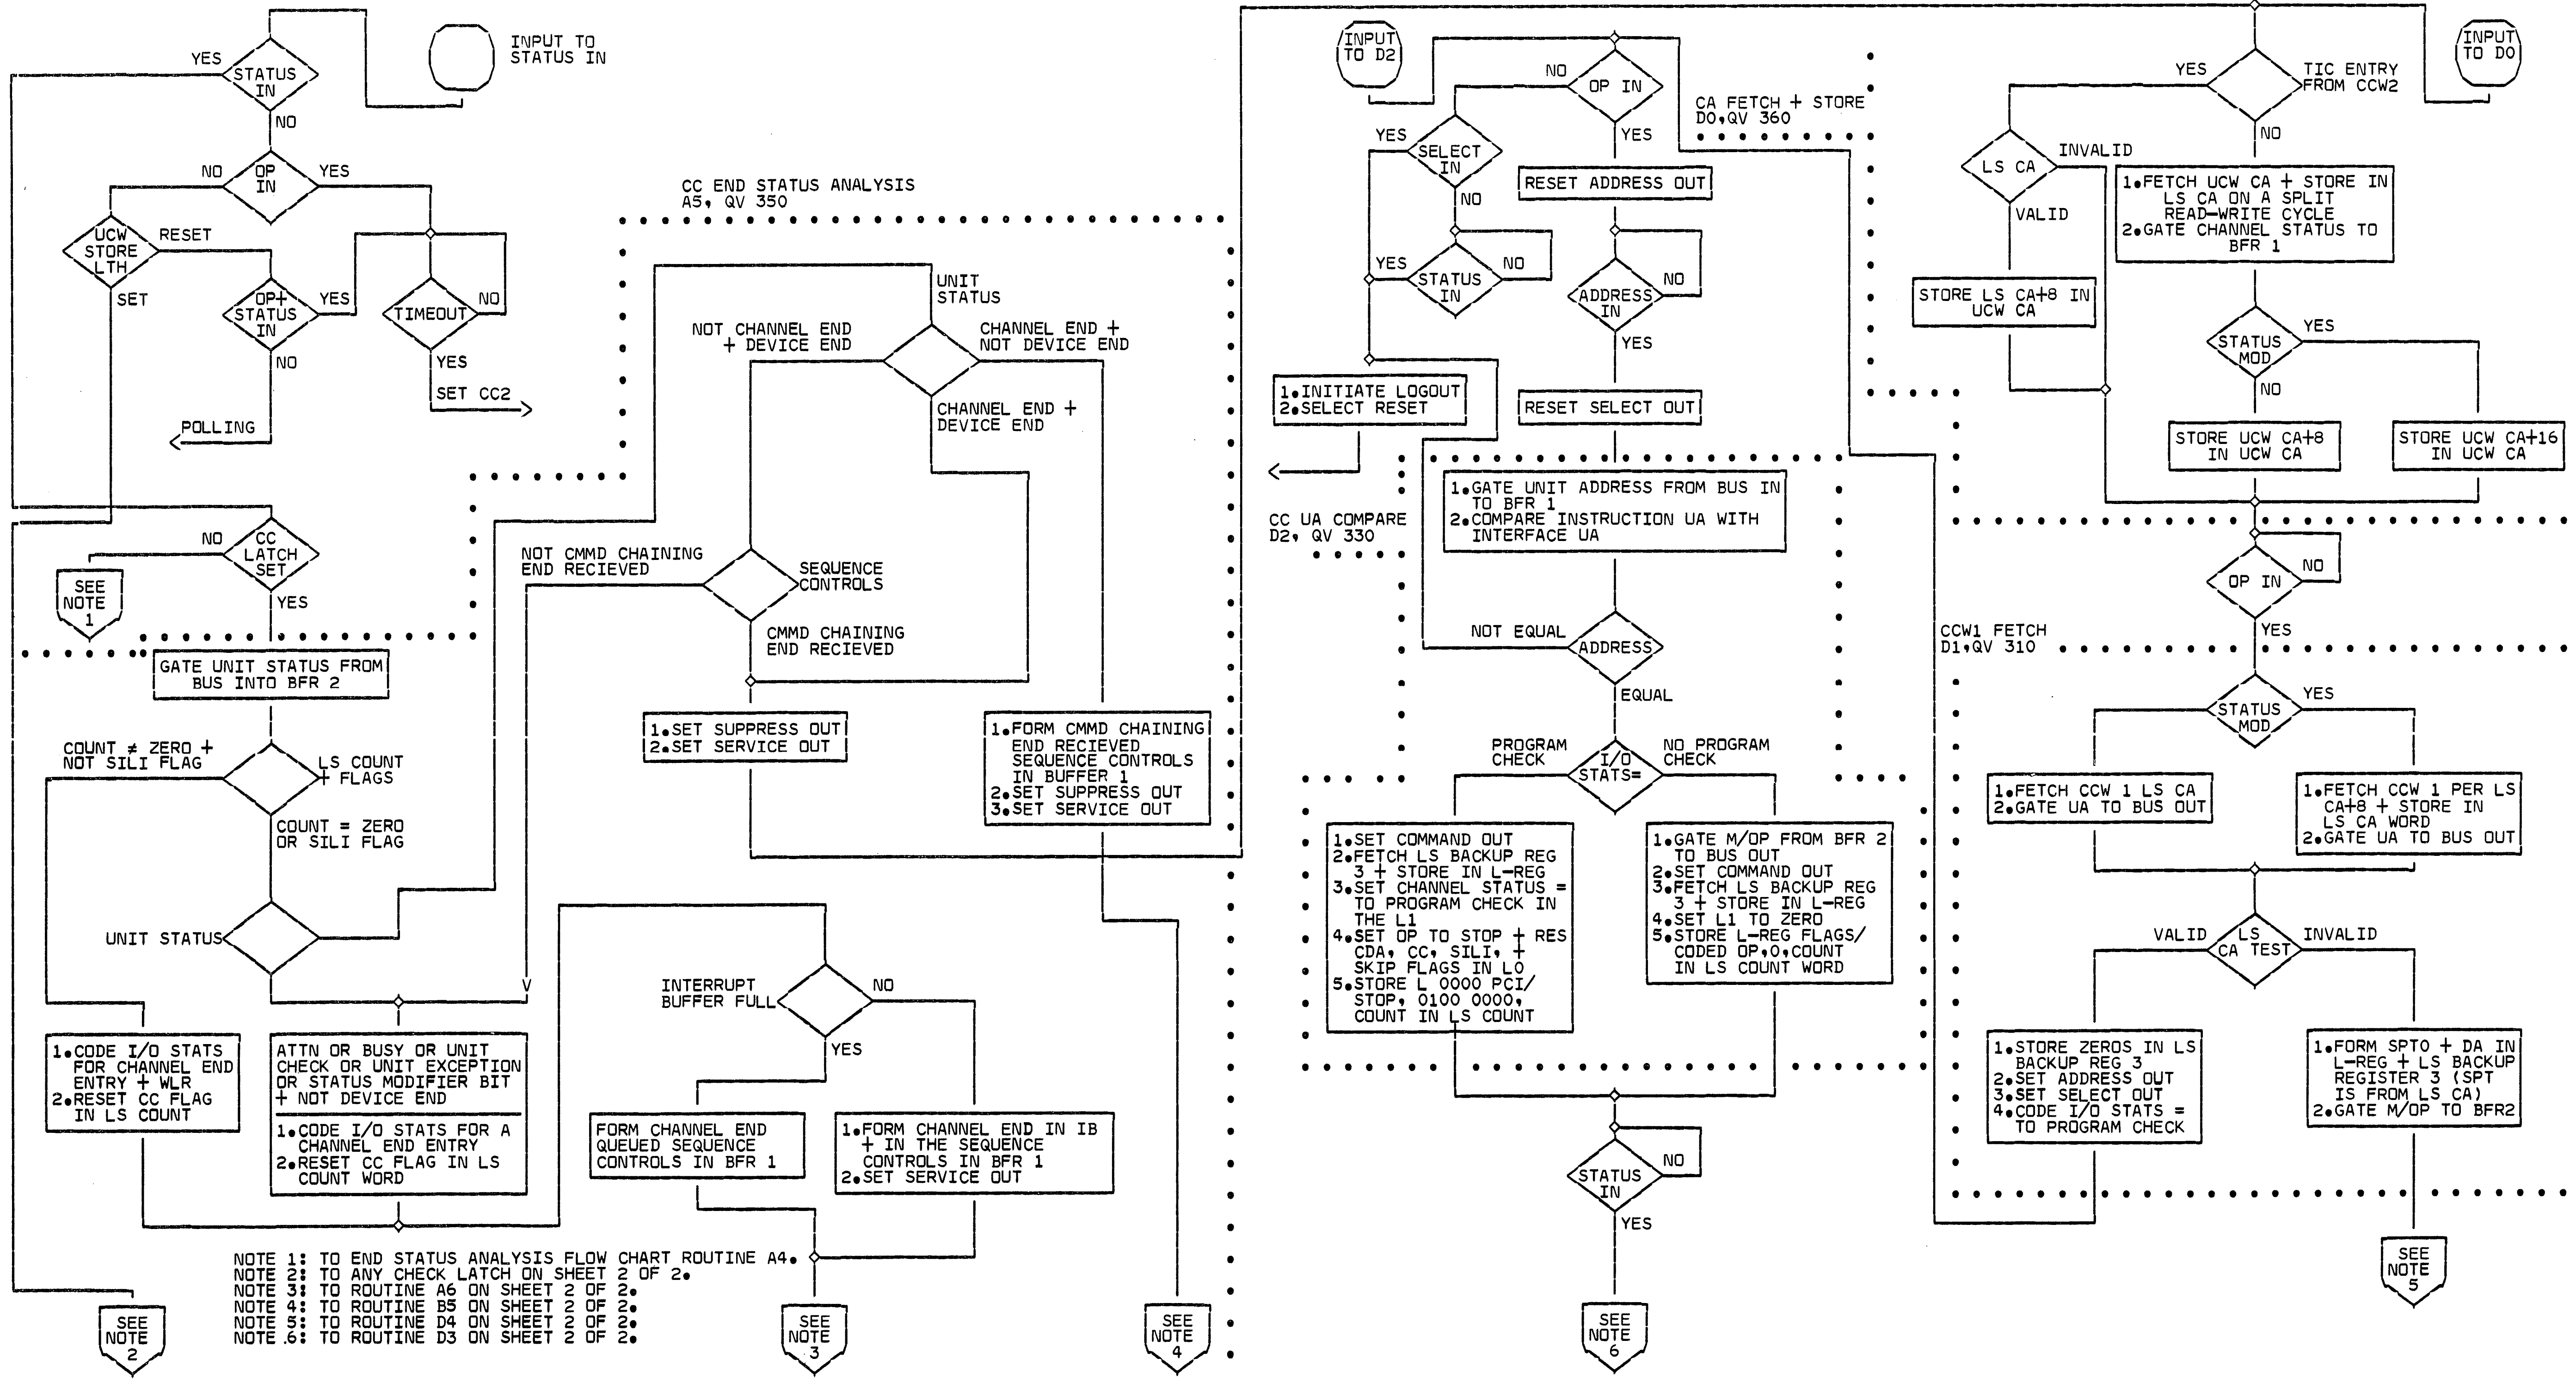 INPUT TO
STATUS IN
YES
STATUS
IN
NO
OP
IN
NO
YES
UCW
STORE
LTH
RESET
SET
OP+
STATUS
IN
YES
NO
TIMEOUT
NO
YES
SET CC2
POLLING
CC
LATCH
SET
NO
YES
SEE
NOTE
1
GATE UNIT STATUS FROM
BUS INTO BFR 2
COUNT ≠ ZERO +
NOT SILI FLAG
LS COUNT
+ FLAGS
COUNT = ZERO
OR SILI FLAG
UNIT STATUS
1.CODE I/O STATS
FOR CHANNEL END
ENTRY + WLR
2.RESET CC FLAG
IN LS COUNT
ATTN OR BUSY OR UNIT
CHECK OR UNIT EXCEPTION
OR STATUS MODIFIER BIT
+ NOT DEVICE END
1.CODE I/O STATS FOR A
CHANNEL END ENTRY
2.RESET CC FLAG IN LS
COUNT WORD
V
CC END STATUS ANALYSIS
A5, QV 350
UNIT
STATUS
NOT CHANNEL END
+ DEVICE END
CHANNEL END +
NOT DEVICE END
CHANNEL END +
DEVICE END
NOT CMMD CHAINING
END RECIEVED
SEQUENCE
CONTROLS
CMMD CHAINING
END RECIEVED
1.SET SUPPRESS OUT
2.SET SERVICE OUT
1.FORM CMMD CHAINING
END RECIEVED
SEQUENCE CONTROLS
IN BUFFER 1
2.SET SUPPRESS OUT
3.SET SERVICE OUT
INTERRUPT
BUFFER FULL
NO
YES
FORM CHANNEL END
QUEUED SEQUENCE
CONTROLS IN BFR 1
1.FORM CHANNEL END IN IB
+ IN THE SEQUENCE
CONTROLS IN BFR 1
2.SET SERVICE OUT
NOTE 1: TO END STATUS ANALYSIS FLOW CHART ROUTINE A4.
NOTE 2: TO ANY CHECK LATCH ON SHEET 2 OF 2.
NOTE 3: TO ROUTINE A6 ON SHEET 2 OF 2.
NOTE 4: TO ROUTINE B5 ON SHEET 2 OF 2.
NOTE 5: TO ROUTINE D4 ON SHEET 2 OF 2.
NOTE .6: TO ROUTINE D3 ON SHEET 2 OF 2.
SEE
NOTE
2
SEE
NOTE
3
SEE
NOTE
4
INPUT
TO D2
NO
OP IN
YES
YES
SELECT
IN
NO
RESET ADDRESS OUT
YES
STATUS
IN
NO
ADDRESS
IN
NO
YES
1.INITIATE LOGOUT
2.SELECT RESET
RESET SELECT OUT
CA FETCH + STORE
D0,QV 360
CC UA COMPARE
D2, QV 330
1.GATE UNIT ADDRESS FROM BUS IN
TO BFR 1
2.COMPARE INSTRUCTION UA WITH
INTERFACE UA
NOT EQUAL
ADDRESS
EQUAL
PROGRAM
CHECK
I/O
STATS=
NO PROGRAM
CHECK
1.SET COMMAND OUT
2.FETCH LS BACKUP REG
3 + STORE IN L-REG
3.SET CHANNEL STATUS =
TO PROGRAM CHECK IN
THE L1
4.SET OP TO STOP + RES
CDA, CC, SILI, +
SKIP FLAGS IN L0
5.STORE L 0000 PCI/
STOP, 0100 0000,
COUNT IN LS COUNT
1.GATE M/OP FROM BFR 2
TO BUS OUT
2.SET COMMAND OUT
3.FETCH LS BACKUP REG
3 + STORE IN L-REG
4.SET L1 TO ZERO
5.STORE L-REG FLAGS/
CODED OP,0,COUNT
IN LS COUNT WORD
STATUS
IN
NO
YES
SEE
NOTE
6
INPUT
TO D0
YES
TIC ENTRY
FROM CCW2
NO
LS CA
INVALID
VALID
1.FETCH UCW CA + STORE IN
LS CA ON A SPLIT
READ-WRITE CYCLE
2.GATE CHANNEL STATUS TO
BFR 1
STORE LS CA+8 IN
UCW CA
STATUS
MOD
YES
NO
STORE UCW CA+8
IN UCW CA
STORE UCW CA+16
IN UCW CA
OP IN
NO
YES
CCW1 FETCH
D1,QV 310
STATUS
MOD
YES
1.FETCH CCW 1 LS CA
2.GATE UA TO BUS OUT
1.FETCH CCW 1 PER LS
CA+8 + STORE IN
LS CA WORD
2.GATE UA TO BUS OUT
VALID
LS
CA TEST
INVALID
1.STORE ZEROS IN LS
BACKUP REG 3
2.SET ADDRESS OUT
3.SET SELECT OUT
4.CODE I/O STATS =
TO PROGRAM CHECK
1.FORM SPTO + DA IN
L-REG + LS BACKUP
REGISTER 3 (SPT
IS FROM LS CA)
2.GATE M/OP TO BFR2
SEE
NOTE
5